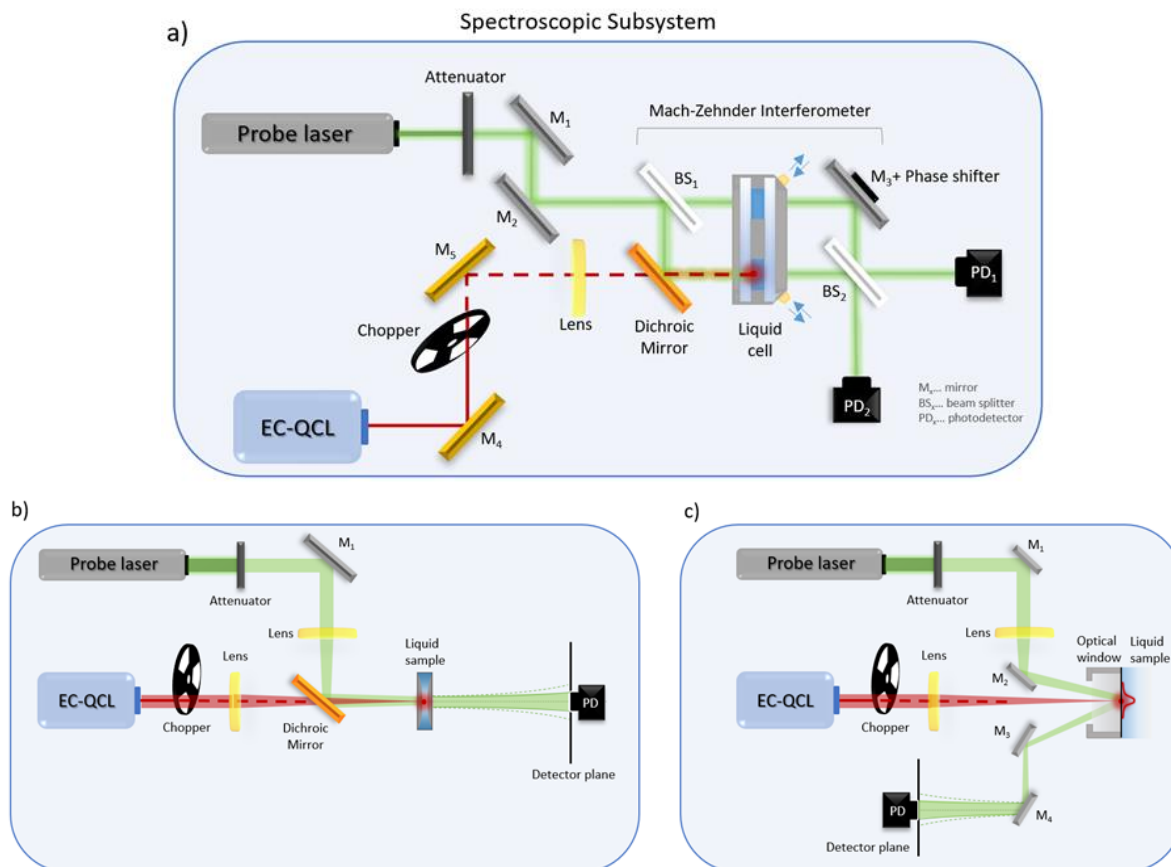 Spectroscopic Subsystem
a)
Attenuator
M₁
Mach-Zehnder Interferometer
Probe laser
BS₁
M₃+ Phase shifter
M₂
M₅
PD₁
BS₂
Chopper
Lens
Dichroic
Mirror
Liquid
cell
EC-QCL
M₄
PD₂
Mₓ... mirror
BSₓ... beam splitter
PDₓ... photodetector
b)
Probe laser
M₁
Attenuator
Lens
Lens
Liquid
sample
EC-QCL
Chopper
Dichroic
Mirror
PD
Detector plane
c)
Probe laser
M₁
Attenuator
Lens
Optical
window
Liquid
sample
Lens
M₂
EC-QCL
Chopper
M₃
PD
M₄
Detector plane